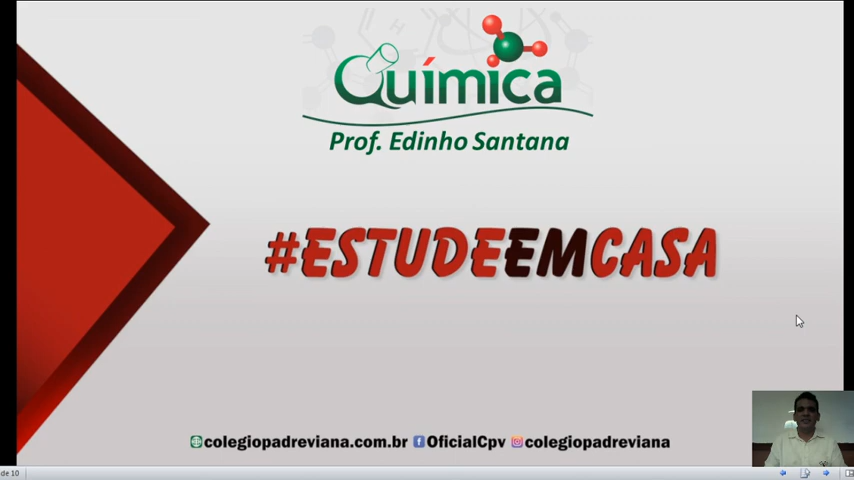 Química
Prof. Edinho Santana
#ESTUDEEMCASA
colegiopadreviana.com.br OficialCpv colegiopadreviana
de 10